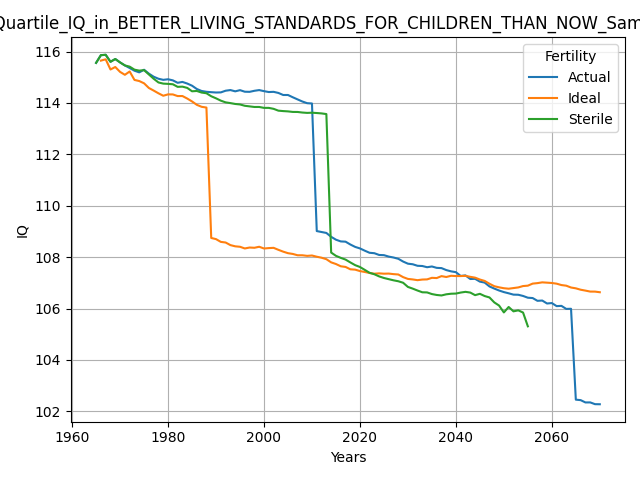 Quartile_IQ_in_BETTER_LIVING_STANDARDS_FOR_CHILDREN_THAN_NOW_Sam
116
114
112
110
108
106
104
102
IQ
Fertility
Actual
Ideal
Sterile
1960
1980
2000
2020
2040
2060
Years